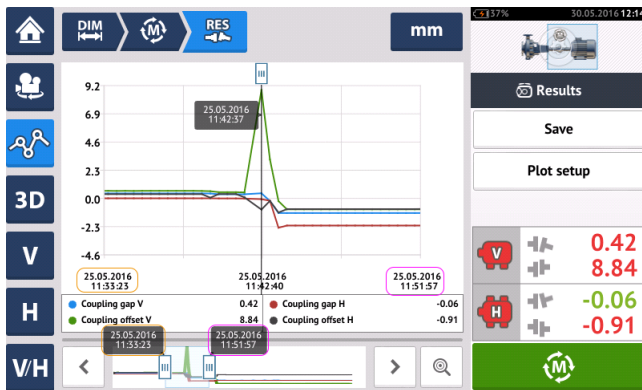 DIM
M
RES
mm
37%
30.05.2016 12:14
Results
Save
Plot setup
3D
V
H
V/H
9.2
6.9
4.6
2.3
0.0
-2.3
-4.6
25.05.2016
11:42:37
25.05.2016
11:33:23
25.05.2016
11:42:40
25.05.2016
11:51:57
Coupling gap V 0.42 Coupling gap H -0.06
Coupling offset V 8.84 Coupling offset H -0.91
25.05.2016
11:33:23
25.05.2016
11:51:57
V 0.42
8.84
H -0.06
-0.91
M